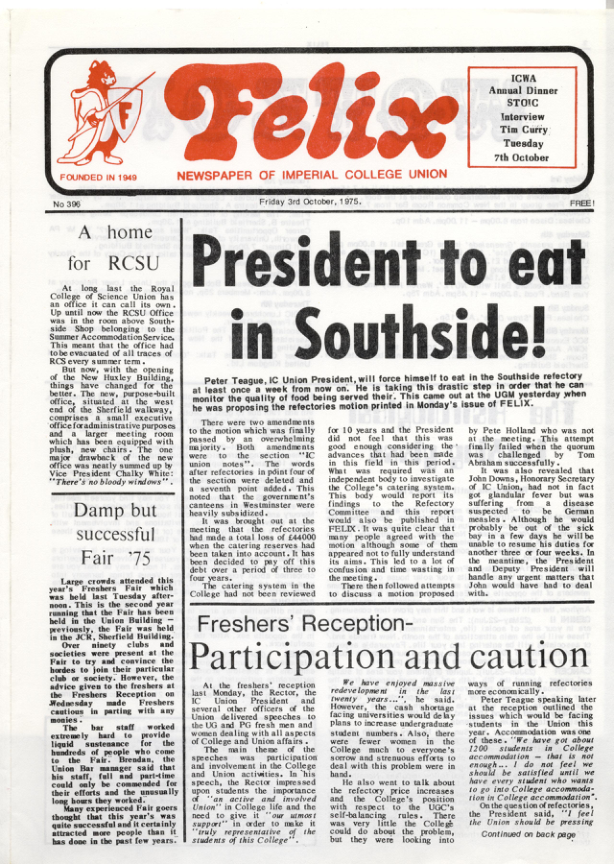 ICWA
Annual Dinner
STOIC
Interview
Tim Curry
Tuesday
7th October
F
Felix
FOUNDED IN 1949
NEWSPAPER OF IMPERIAL COLLEGE UNION
No 396
Friday 3rd October, 1975.
FREE!
A home
for RCSU
At long last the Royal
College of Science Union has
an office it can call its own.
Up until now the RCSU Office
was in the room above South-
side Shop belonging to the
Summer Accommodation Service.
This meant that the office had
to be evacuated of all traces of
RCS every summer term.
But now, with the opening
of the New Huxley Building,
things have changed for the
better. The new, purpose-built
office, situated at the west
end of the Sherfield walkway,
comprises a small executive
office for administrative purposes
and a larger meeting room
which has been equipped with
plush, new chairs. The one
major drawback of the new
office was neatly summed up by
Vice President Chalky White:
"There's no bloody windows".
Damp but
successful
Fair '75
Large crowds attended this
year's Freshers Fair which
was held last Tuesday after-
noon. This is the second year
running that the Fair has been
held in the Union Building —
previously, the Fair was held
in the JCR, Sherfield Building.
Over ninety clubs and
societies were present at the
Fair to try and convince the
hordes to join their particular
club or society. However, the
advice given to the freshers at
the Freshers Reception on
Wednesday made Freshers
cautious in parting with any
monies.
The bar staff worked
extremely hard to provide
liquid sustenance for the
hundreds of people who come
to the Fair. Brendan, the
Union Bar manager said that
his staff, full and part-time
could only be commended for
their efforts and the unusually
long hours they worked.
Many experienced Fair goers
thought that this year's was
quite successful and it certainly
attracted more people than it
has done in the past few years.
President to eat
in Southside!
Peter Teague, IC Union President, will force himself to eat in the Southside refectory
at least once a week from now on. He is taking this drastic step in order that he can
monitor the quality of food being served their. This came out at the UGM yesterday when
he was proposing the refectories motion printed in Monday's issue of FELIX.
There were two amendments
to the motion which was finally
passed by an overwhelming
majority. Both amendments
were to the section "IC
union notes". The words
after refectories in point four of
the section were deleted and
a seventh point added. This
noted that the government's
canteens in Westminster were
heavily subsidized.
It was brought out at the
meeting that the refectories
had made a total loss of £44000
when the catering reserves had
been taken into account. It has
been decided to pay off this
debt over a period of three to
four years.
The catering system in the
College had not been reviewed
for 10 years and the President
did not feel that this was
good enough considering the
advances that had been made
in this field in this period.
What was required was an
independent body to investigate
the College's catering system.
This body would report its
findings to the Refectory
Committee and this report
would also be published in
FELIX. It was quite clear that
many people agreed with the
motion although some of them
appeared not to fully understand
its aims. This led to a lot of
confusion and time wasting in
the meeting.
There then followed attempts
to discuss a motion proposed
by Pete Holland who was not
at the meeting. This attempt
finally failed when the quorum
was challenged by Tom
Abraham successfully.
It was also revealed that
John Downs, Honorary Secretary
of IC Union, had not in fact
got glandular fever but was
suffering from a disease
suspected to be German
measles. Although he would
probably be out of the sick
bay in a few days he will be
unable to resume his duties for
another three or four weeks. In
the meantime, the President
and Deputy President will
handle any urgent matters that
John would have had to deal
with.
Freshers' Reception-
Participation and caution
At the freshers' reception
last Monday, the Rector, the
IC Union President and
several other officers of the
Union delivered speeches to
the UG and PG fresh men and
women dealing with all aspects
of College and Union affairs.
The main theme of the
speeches was participation
and involvement in the College
and Union activities. In his
speech, the Rector impressed
upon students the importance
of "an active and involved
Union" in College life and the
need to give it "our utmost
support" in order to make it
"truly representative of the
students of this College".
We have enjoyed massive
redevelopment in the last
twenty years....", he said.
However, the cash shortage
facing universities would delay
plans to increase undergraduate
student numbers. Also, there
were fewer women in the
College much to everyone's
sorrow and strenuous efforts to
deal with this problem were in
hand.
He also went to talk about
the refectory price increases
and the College's position
with respect to the UGC's
self-balancing rules. There
was very little the College
could do about the problem,
but they were looking into
ways of running refectories
more economically.
Peter Teague speaking later
at the reception outlined the
issues which would be facing
students in the Union this
year. Accommodation was one
of these. "We have got about
1200 students in College
accommodation — that is not
enough... I do not feel we
should be satisfied until we
have every student who wants
to go into College accommoda-
tion in College accommodation".
On the question of refectories,
the President said, "I feel
the Union should be pressing
Continued on back page